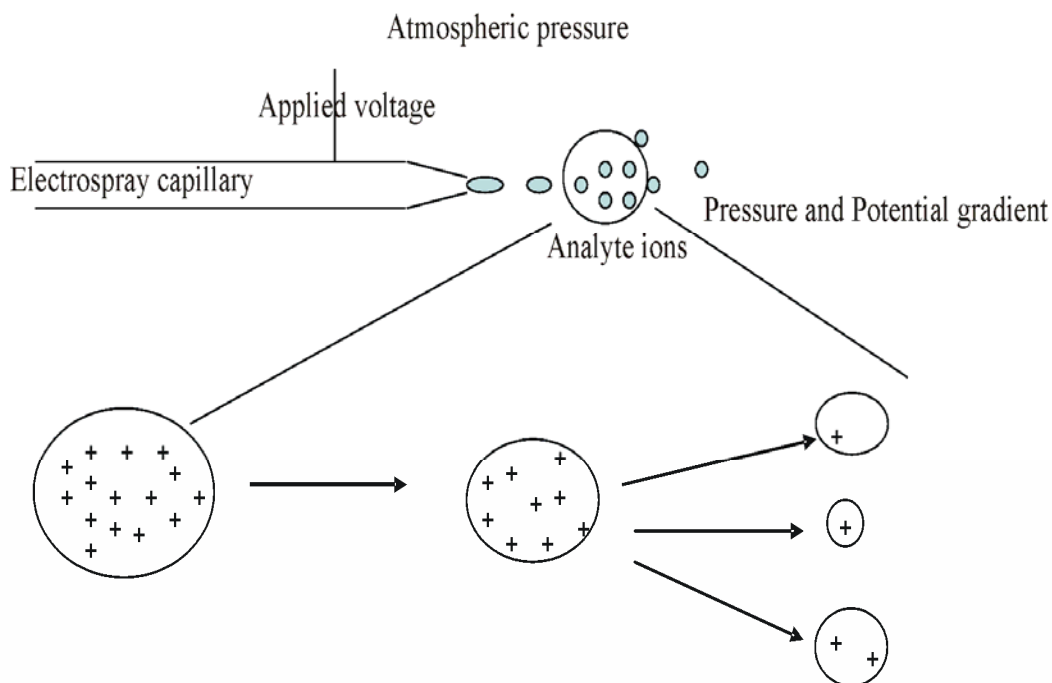 Atmospheric pressure
Applied voltage
Electrospray capillary
Pressure and Potential gradient
Analyte ions
+ + + +
+ +
+
+ + + +
+ +
+ +
+
+
+
+
+ +
+
+
+ +
+
+
+
+ +